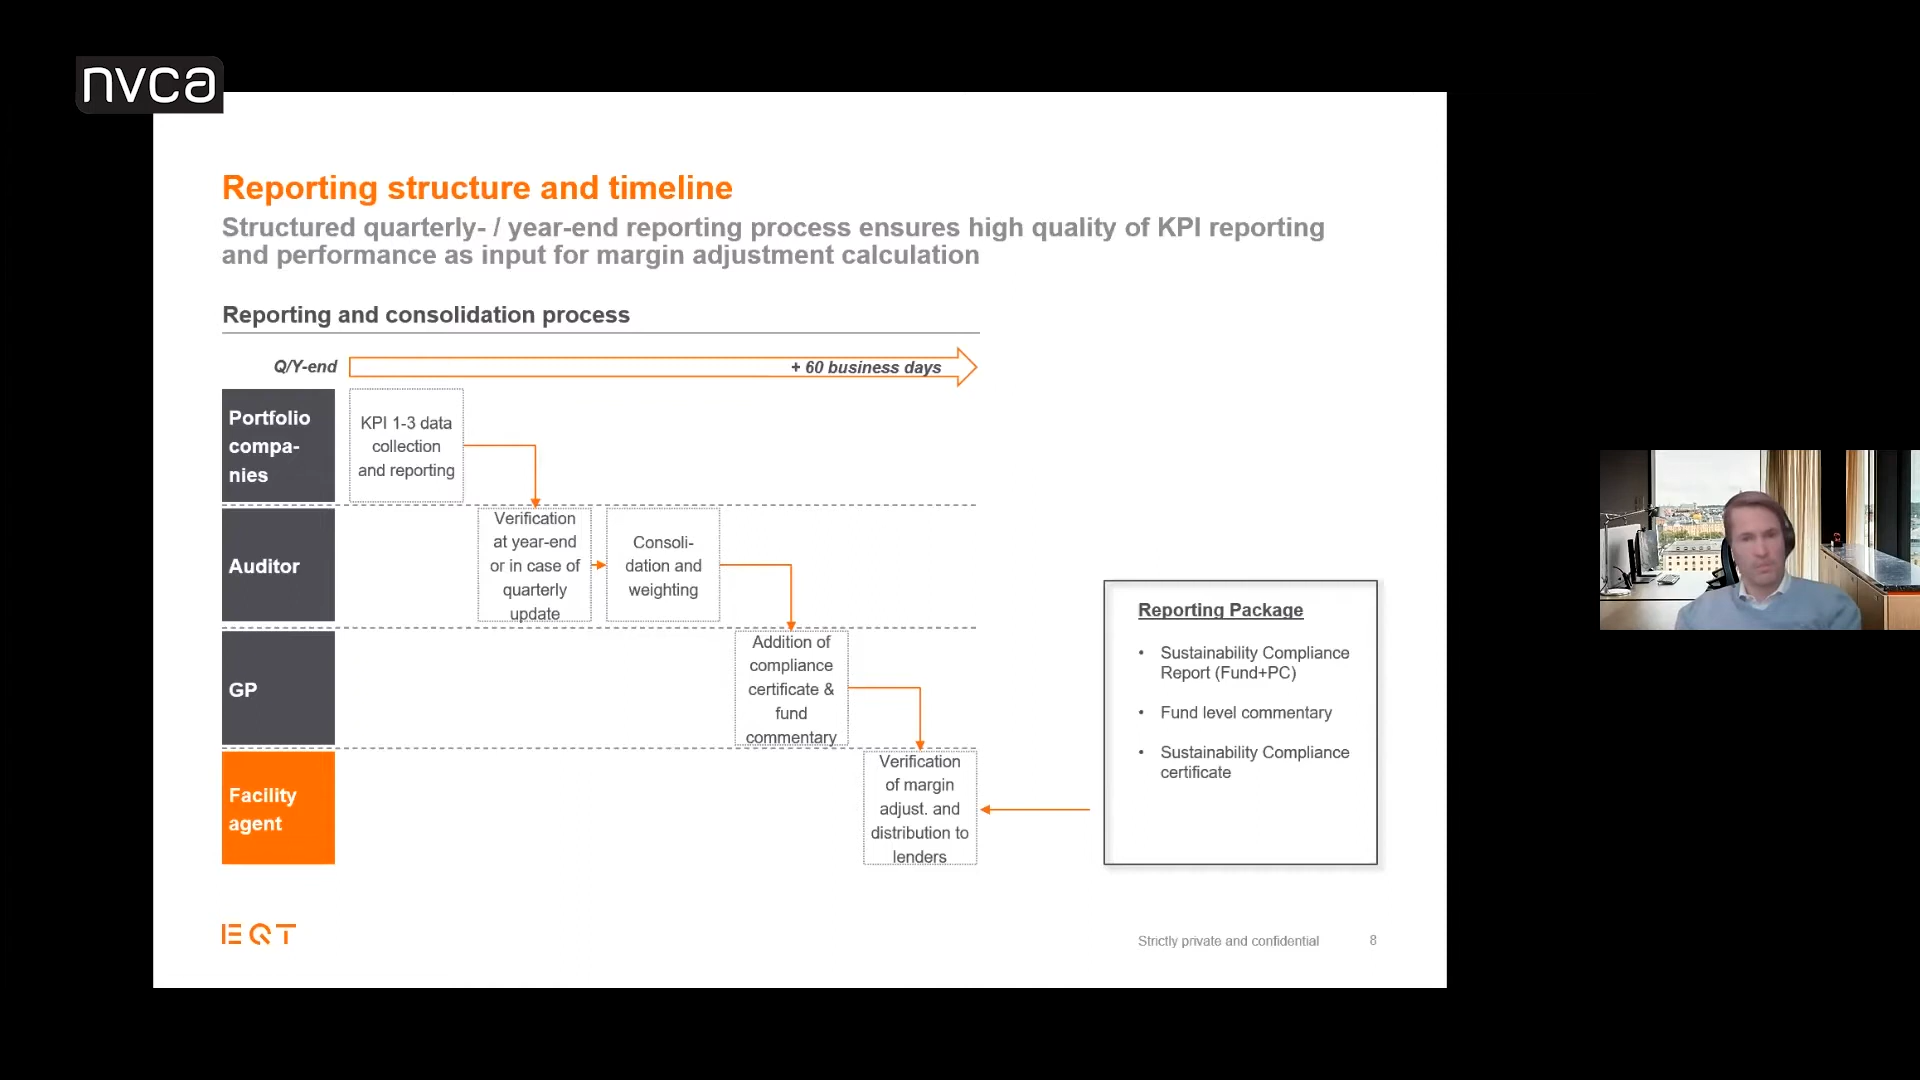 nvca
Reporting structure and timeline
Structured quarterly- / year-end reporting process ensures high quality of KPI reporting
and performance as input for margin adjustment calculation
Reporting and consolidation process
Q/Y-end
+ 60 business days
Portfolio
compa-
nies
KPI 1-3 data
collection
and reporting
Auditor
Verification
at year-end
or in case of
quarterly
update
Consoli-
dation and
weighting
GP
Addition of
compliance
certificate &
fund
commentary
Facility
agent
Verification
of margin
adjust. and
distribution to
lenders
Reporting Package
• Sustainability Compliance
Report (Fund+PC)
• Fund level commentary
• Sustainability Compliance
certificate
EQT
Strictly private and confidential
8